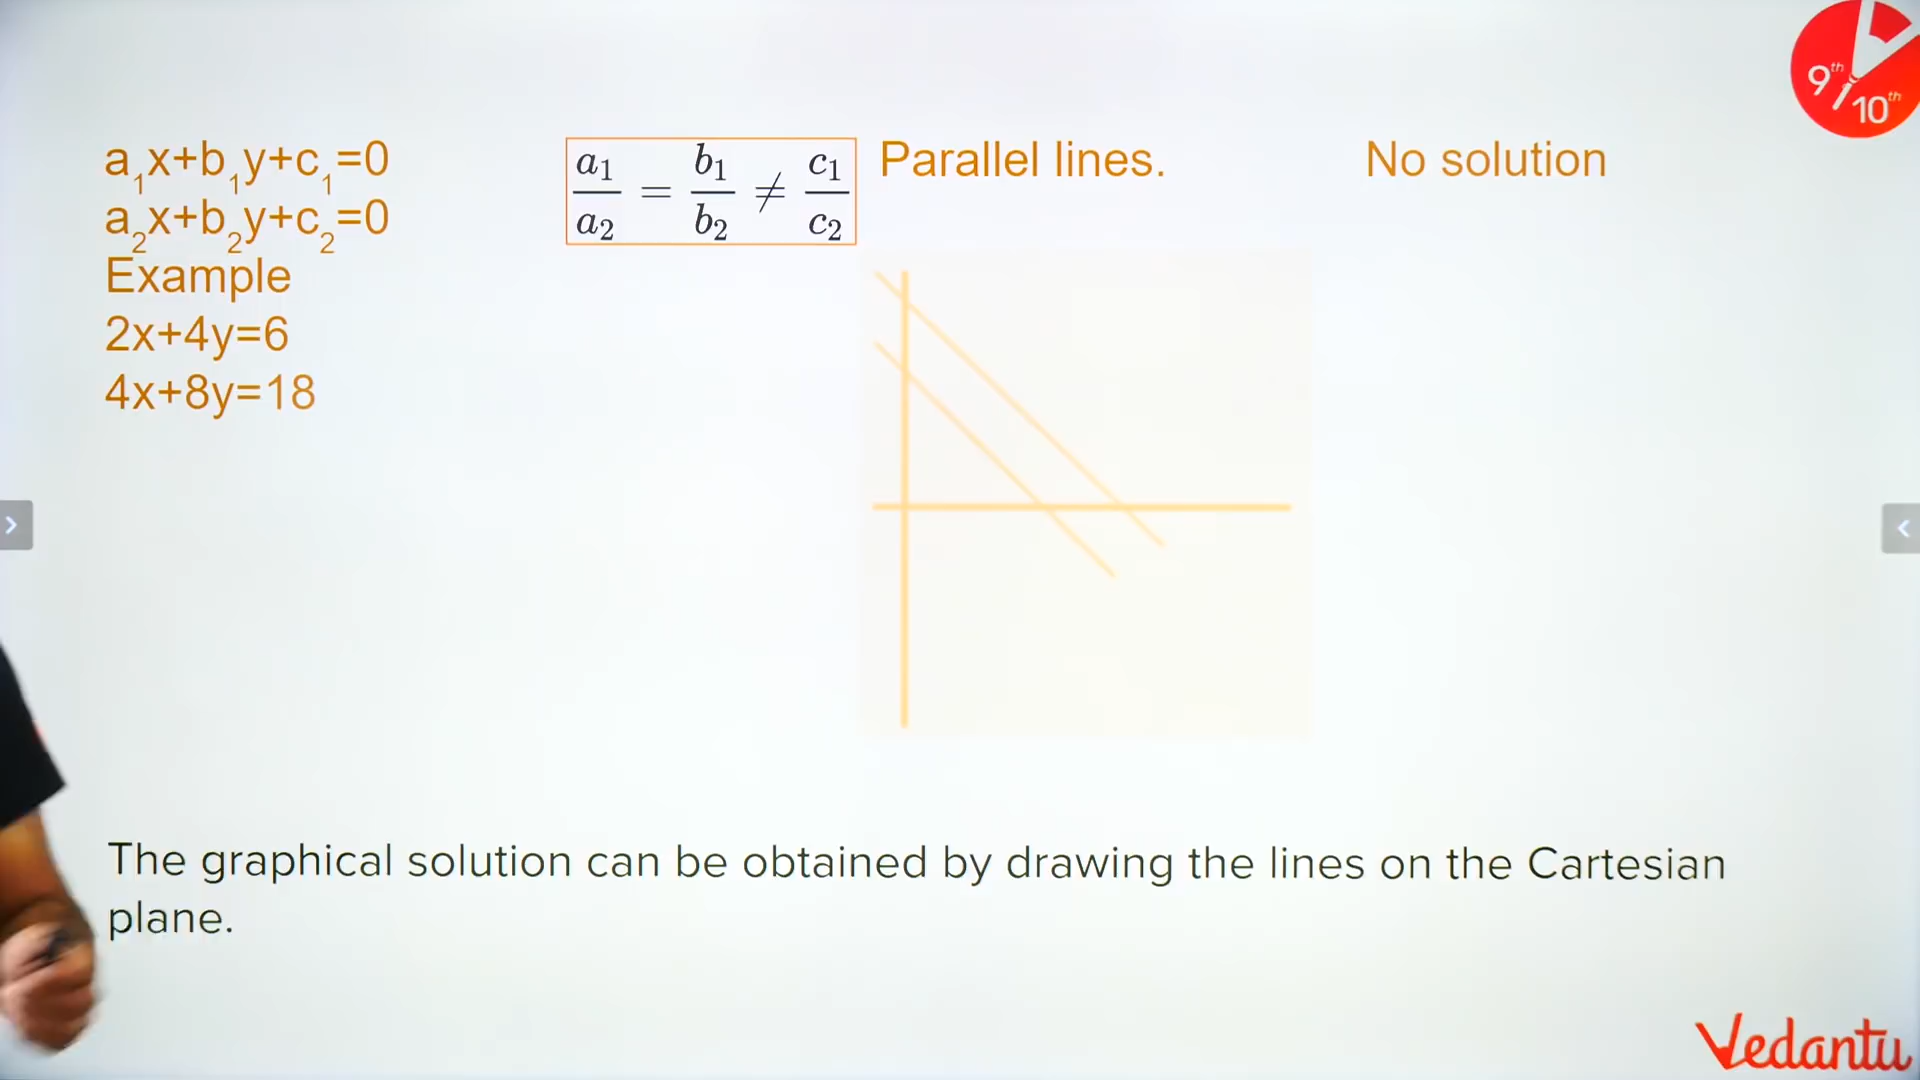 9th/10th
a₁x+b₁y+c₁=0
a₂x+b₂y+c₂=0
a₁/a₂ = b₁/b₂ ≠ c₁/c₂
Parallel lines.
No solution
Example
2x+4y=6
4x+8y=18
The graphical solution can be obtained by drawing the lines on the Cartesian
plane.
Vedantu